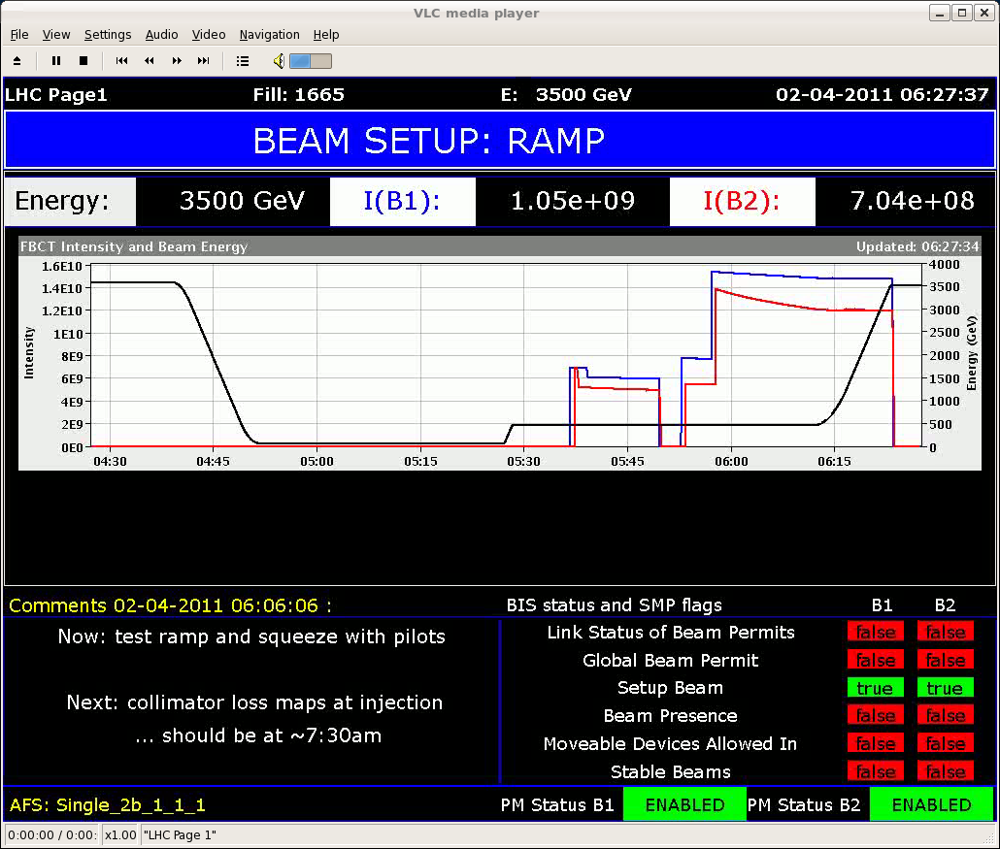 VLC media player
File View Settings Audio Video Navigation Help
LHC Page1 Fill: 1665 E: 3500 GeV 02-04-2011 06:27:37
BEAM SETUP: RAMP
Energy: 3500 GeV I(B1): 1.05e+09 I(B2): 7.04e+08
FBCT Intensity and Beam Energy Updated: 06:27:34
1.6E10 4000
1.4E10 3500
1.2E10 3000
1E10 2500
8E9 2000
6E9 1500
4E9 1000
2E9 500
0E0 0
Intensity
Energy (GeV)
04:30 04:45 05:00 05:15 05:30 05:45 06:00 06:15
Comments 02-04-2011 06:06:06 :
Now: test ramp and squeeze with pilots
Next: collimator loss maps at injection
... should be at ~7:30am
BIS status and SMP flags B1 B2
Link Status of Beam Permits false false
Global Beam Permit false false
Setup Beam true true
Beam Presence false false
Moveable Devices Allowed In false false
Stable Beams false false
AFS: Single_2b_1_1_1 PM Status B1 ENABLED PM Status B2 ENABLED
0:00:00 / 0:00: x1.00 "LHC Page 1"